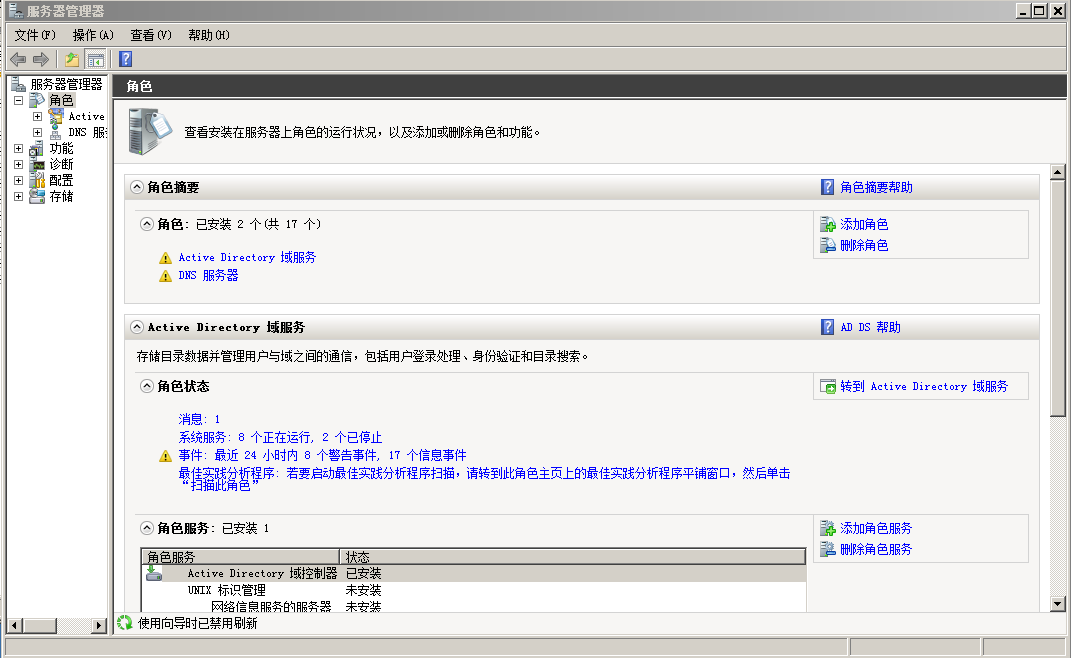 服务器管理器
文件(F) 操作(A) 查看(V) 帮助(H)
服务器管理器
角色
Active
DNS 服
功能
诊断
配置
存储
角色
查看安装在服务器上角色的运行状况，以及添加或删除角色和功能。
角色摘要
角色摘要帮助
角色: 已安装 2 个(共 17 个)
添加角色
删除角色
Active Directory 域服务
DNS 服务器
Active Directory 域服务
AD DS 帮助
存储目录数据并管理用户与域之间的通信，包括用户登录处理、身份验证和目录搜索。
角色状态
转到 Active Directory 域服务
消息: 1
系统服务: 8 个正在运行, 2 个已停止
事件: 最近 24 小时内 8 个警告事件, 17 个信息事件
最佳实践分析程序: 若要启动最佳实践分析程序扫描，请转到此角色主页上的最佳实践分析程序平铺窗口，然后单击
“扫描此角色”
角色服务: 已安装 1
添加角色服务
删除角色服务
角色服务 状态
Active Directory 域控制器 已安装
UNIX 标识管理 未安装
网络信息服务的服务器 未安装
使用向导时已禁用刷新